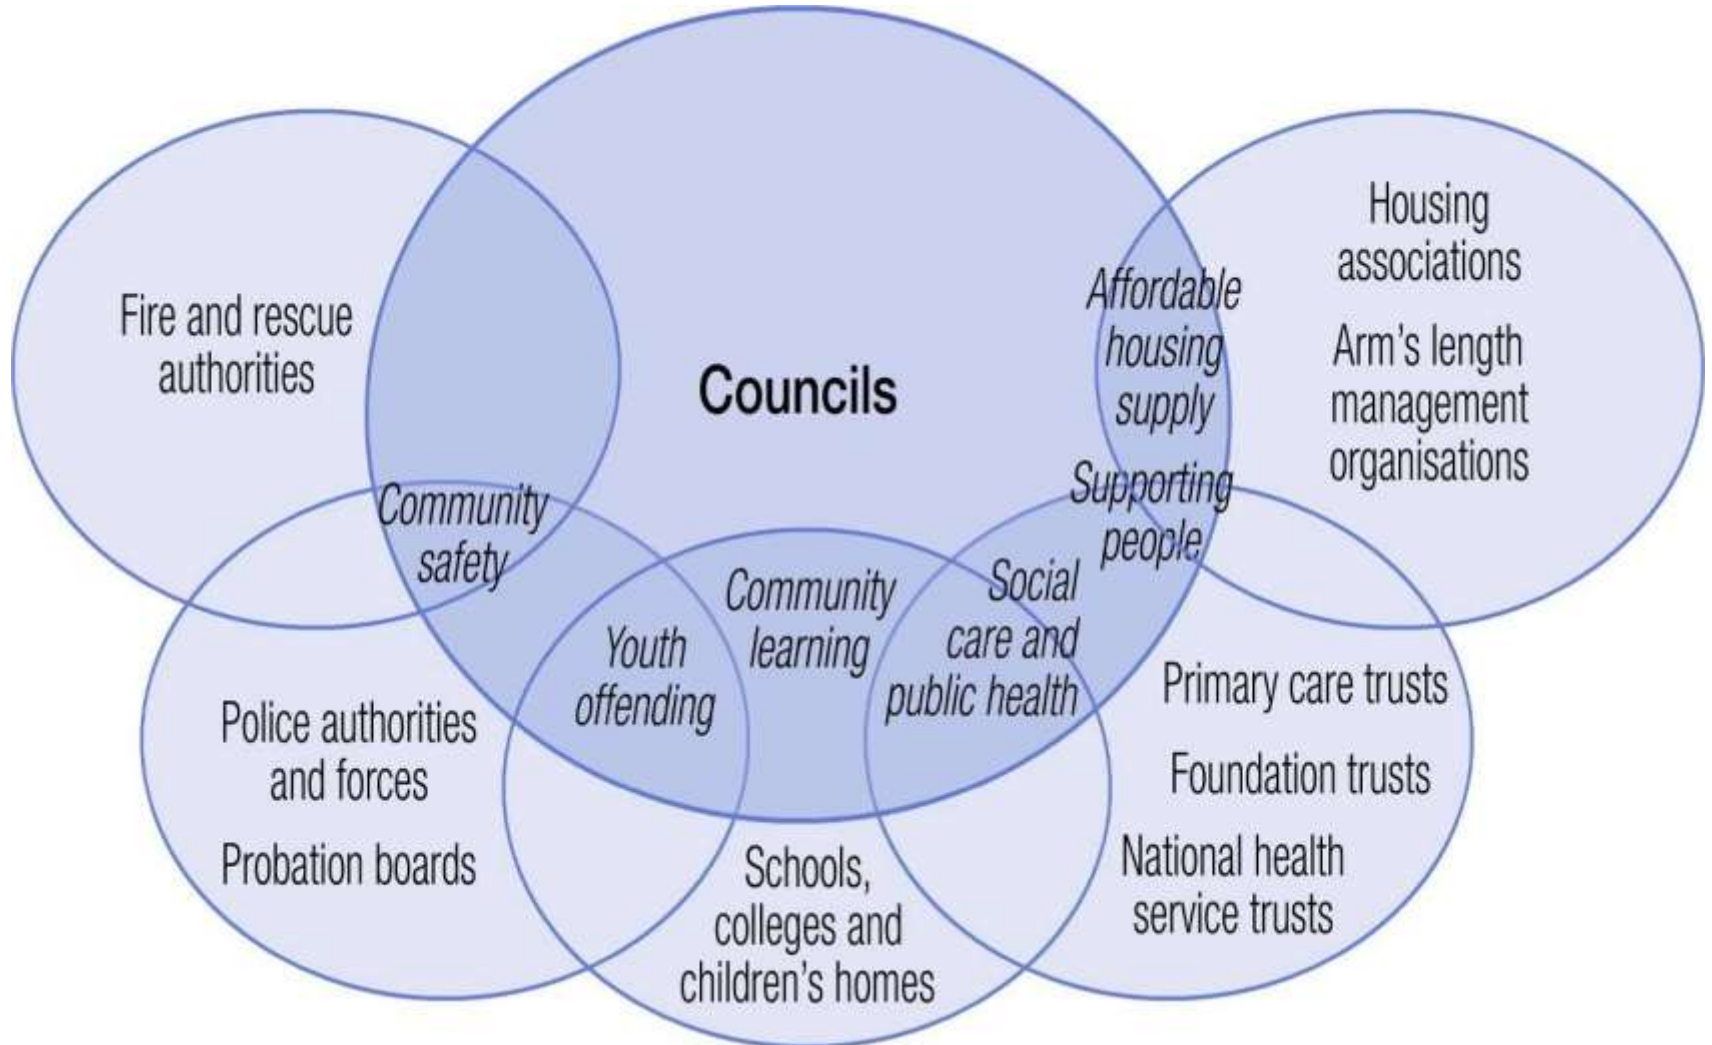 Fire and rescue
authorities
Councils
Housing
associations
Arm's length
management
organisations
Affordable
housing
supply
Supporting
people
Community
safety
Youth
offending
Community
learning
Social
care and
public health
Police authorities
and forces
Probation boards
Schools,
colleges and
children's homes
Primary care trusts
Foundation trusts
National health
service trusts